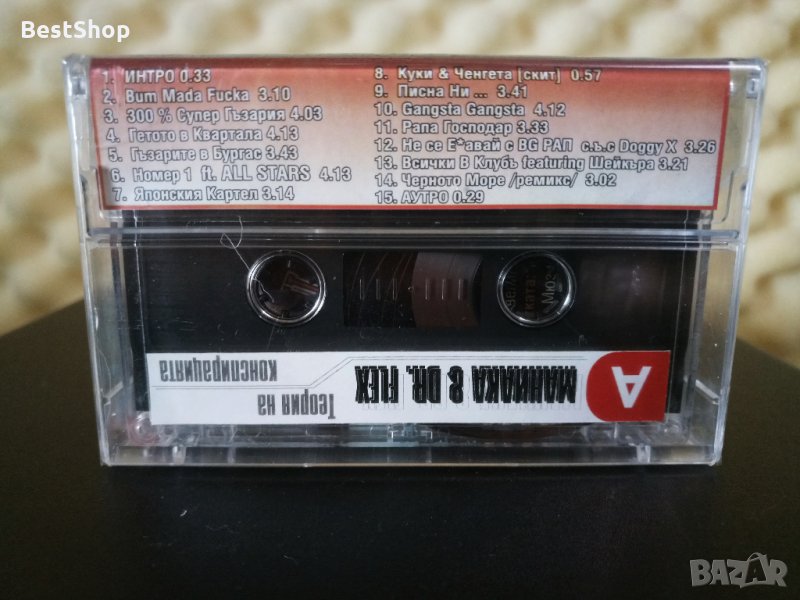 BestShop
1. ИНТРО 0.33
2. Bum Mada Fucka 3.10
3. 300 % Супер Гъзария 4.03
4. Гетото в Квартала 4.13
5. Гъзарите в Бургас 3.43
6. Номер 1 ft. ALL STARS 4.13
7. Японския Картел 3.14
8. Куки & Ченгета [скит] 0.57
9. Писна Ни ... 3.41
10. Gangsta Gangsta 4.12
11. Рапа Господар 3.33
12. Не се Е*авай с BG РАП с.ъ.с Doggy X 3.26
13. Всички В Клубь featuring Шейкъра 3.21
14. Черното Море /ремикс/ 3.02
15. АУТРО 0.29
A
МАНИАКА & DR. FLEX
Теория на
конспирацията
BAZAR